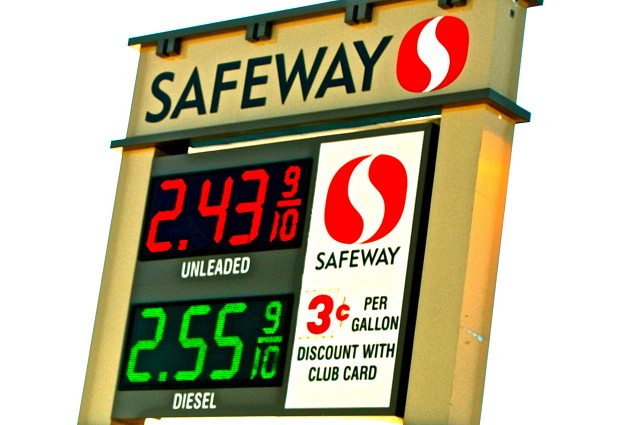 SAFEWAY
2.43 9/10
UNLEADED
2.55 9/10
DIESEL
SAFEWAY
3¢ PER
GALLON
DISCOUNT WITH
CLUB CARD